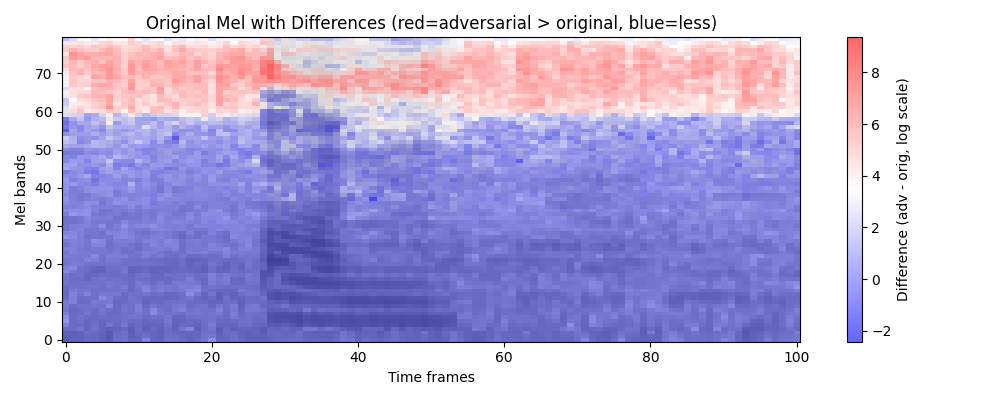 Original Mel with Differences (red=adversarial > original, blue=less)
Mel bands
70
60
50
40
30
20
10
0
0 20 40 60 80 100
Time frames
8
6
4
2
0
−2
Difference (adv - orig, log scale)